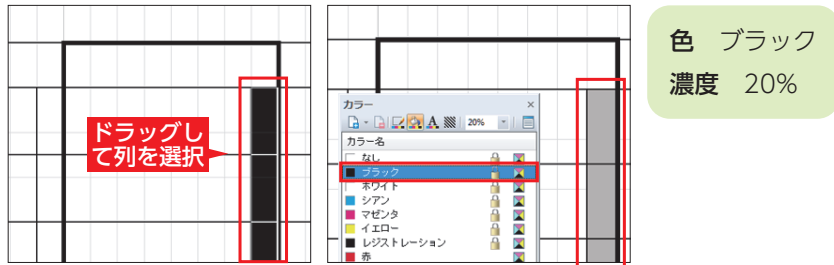 ドラッグし
て列を選択
カラー
20%
カラー名
なし
ブラック
ホワイト
シアン
マゼンタ
イエロー
レジストレーション
赤
色 ブラック
濃度 20%